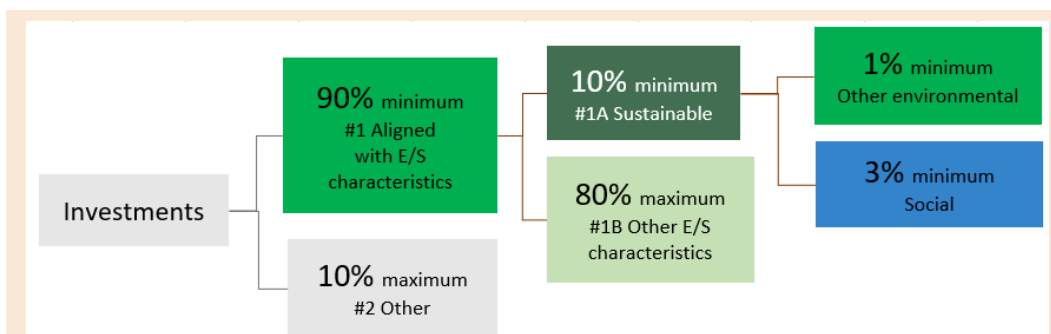 Investments
90% minimum
#1 Aligned
with E/S
characteristics
10% maximum
#2 Other
10% minimum
#1A Sustainable
80% maximum
#1B Other E/S
characteristics
1% minimum
Other environmental
3% minimum
Social